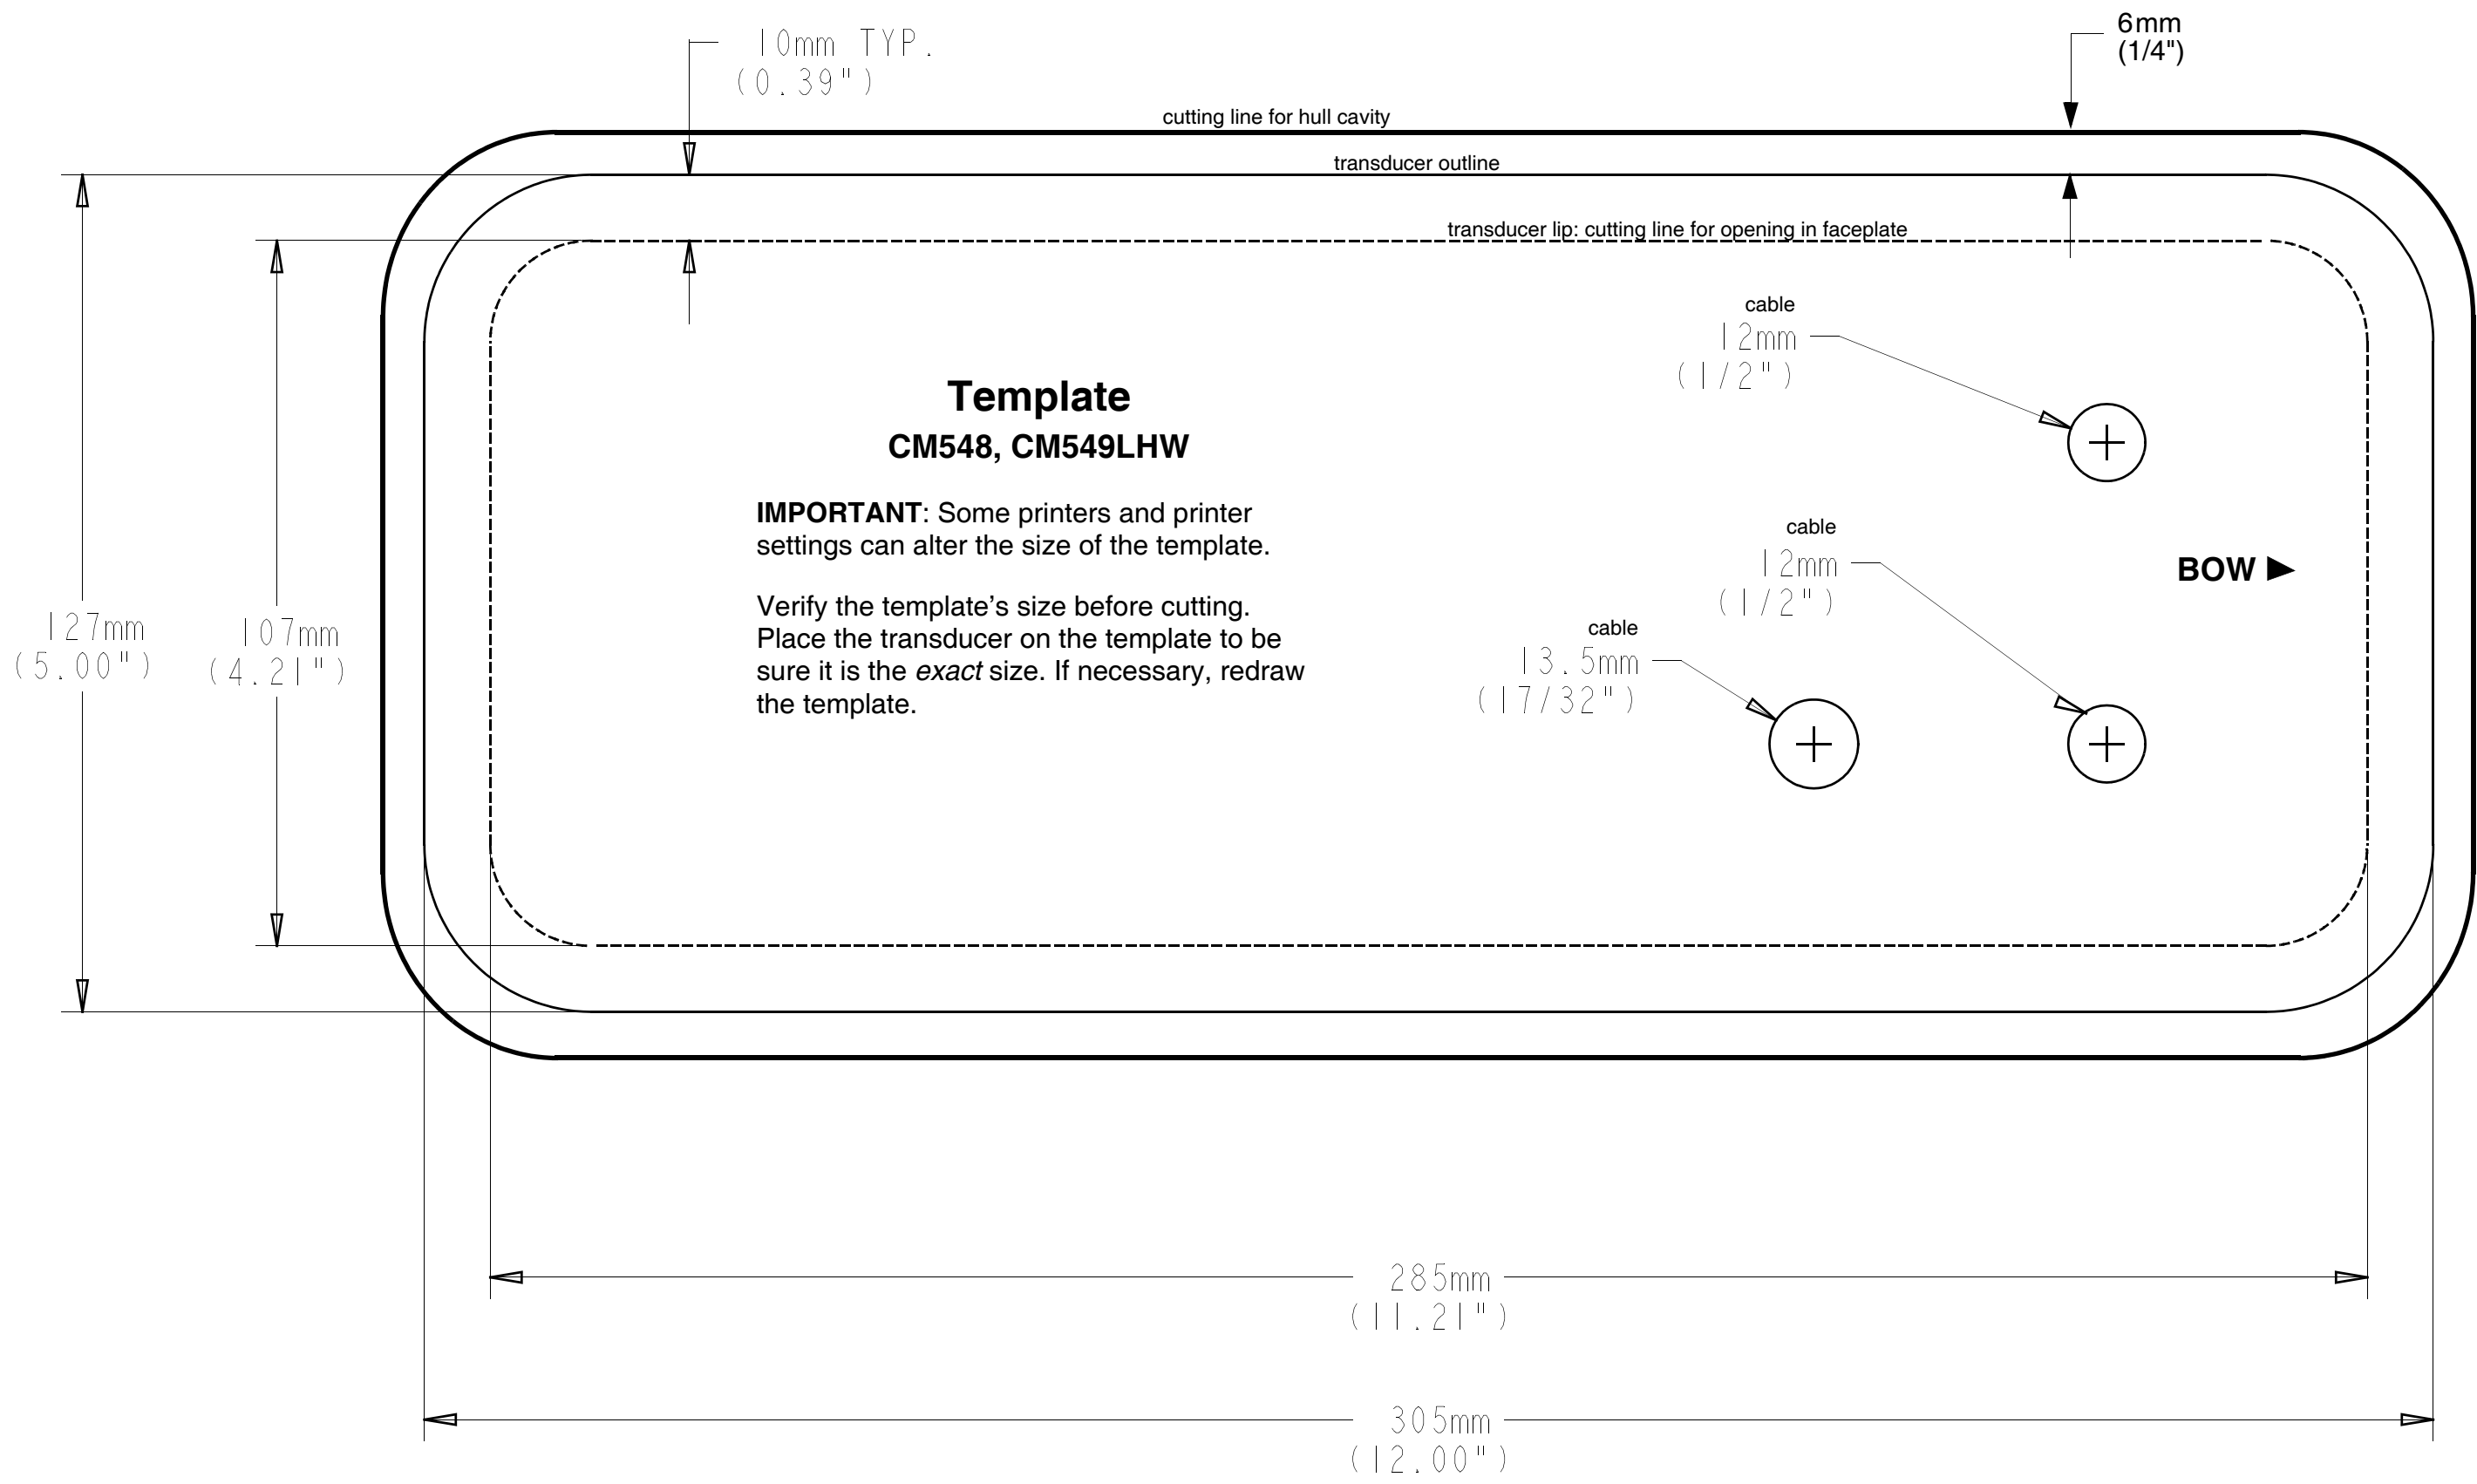 10mm TYP.
(0.39")
6mm
(1/4")
cutting line for hull cavity
transducer outline
transducer lip: cutting line for opening in faceplate
cable
12mm
(1/2")
Template
CM548, CM549LHW
IMPORTANT: Some printers and printer
settings can alter the size of the template.
cable
12mm
(1/2")
BOW
Verify the template’s size before cutting.
Place the transducer on the template to be
sure it is the exact size. If necessary, redraw
the template.
cable
13.5mm
(17/32")
127mm
(5.00")
107mm
(4.21")
285mm
(11.21")
305mm
(12.00")